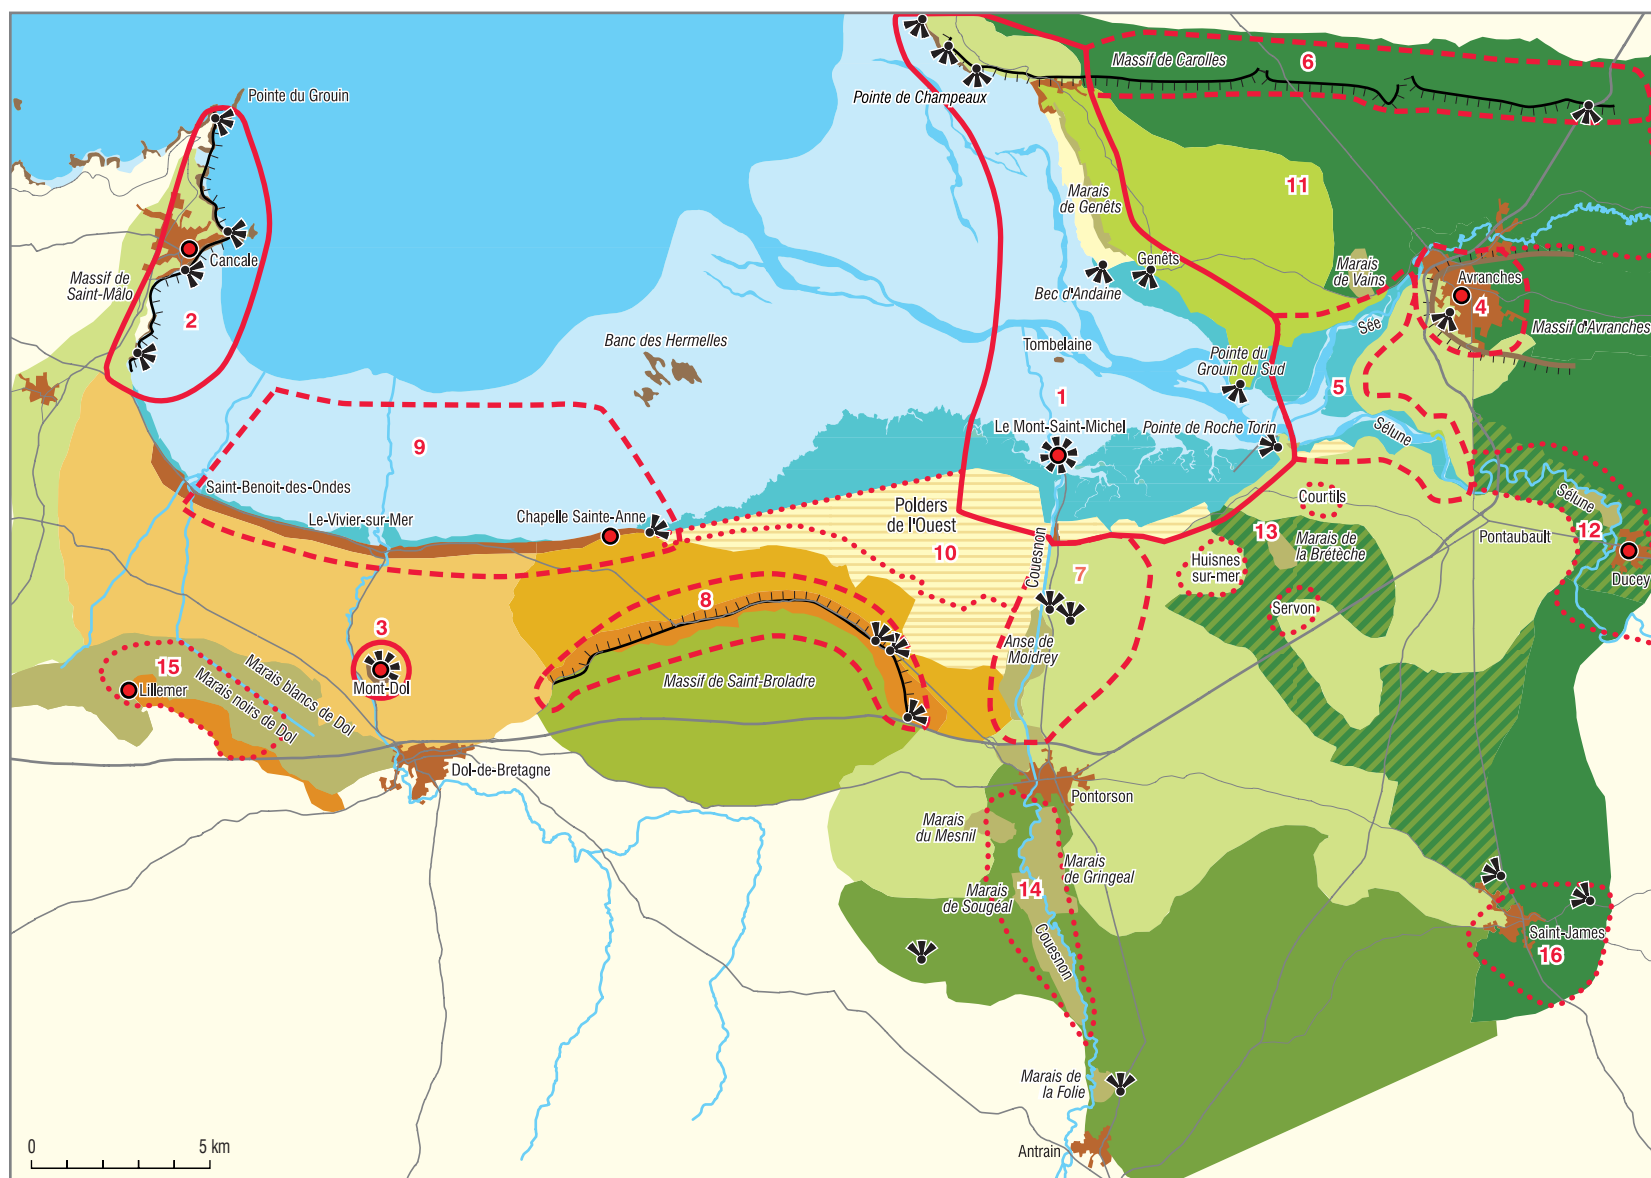 Pointe du Grouin
Pointe de Champeaux
Massif de Carolles
6
11
Marais
de Genêts
Genêts
Bec d'Andaine
Marais
de Vains
Avranches
4
Massif d'Avranches
Sée
Cancale
Massif de
Saint-Mâlo
2
Banc des Hermelles
Tombelaine
Pointe du
Grouin du Sud
1
5
Le Mont-Saint-Michel
Pointe de Roche Torin
Sélune
9
Saint-Benoit-des-Ondes
Le-Vivier-sur-Mer
Chapelle Sainte-Anne
Polders
de l'Ouest
10
Couesnon
7
Courtils
13
Marais de
la Brétèche
Huisnes
sur-mer
Servon
Sélune
12
Pontaubault
Ducey
8
Anse de
Moidrey
3
Mont-Dol
15
Lillemer
Marais blancs de Dol
Marais noirs de Dol
Massif de Saint-Broladre
Dol-de-Bretagne
Pontorson
Marais
du Mesnil
Marais
de Gringeal
Marais
de Sougéal
14
Couesnon
Saint-James
16
Marais de
la Folie
Antrain
0 5 km